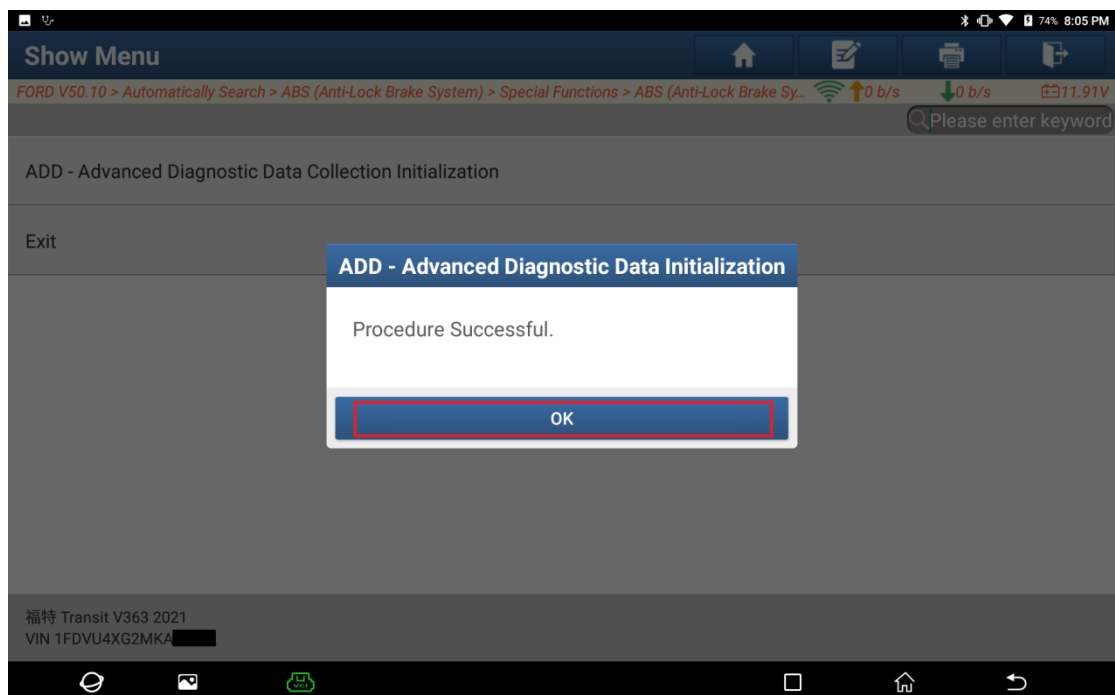 74% 8:05 PM
Show Menu
FORD V50.10 > Automatically Search > ABS (Anti-Lock Brake System) > Special Functions > ABS (Anti-Lock Brake Sy... 0 b/s 0 b/s 11.91V
Please enter keyword
ADD - Advanced Diagnostic Data Collection Initialization
Exit
ADD - Advanced Diagnostic Data Initialization
Procedure Successful.
OK
福特 Transit V363 2021
VIN 1FDVU4XG2MKA
VCI